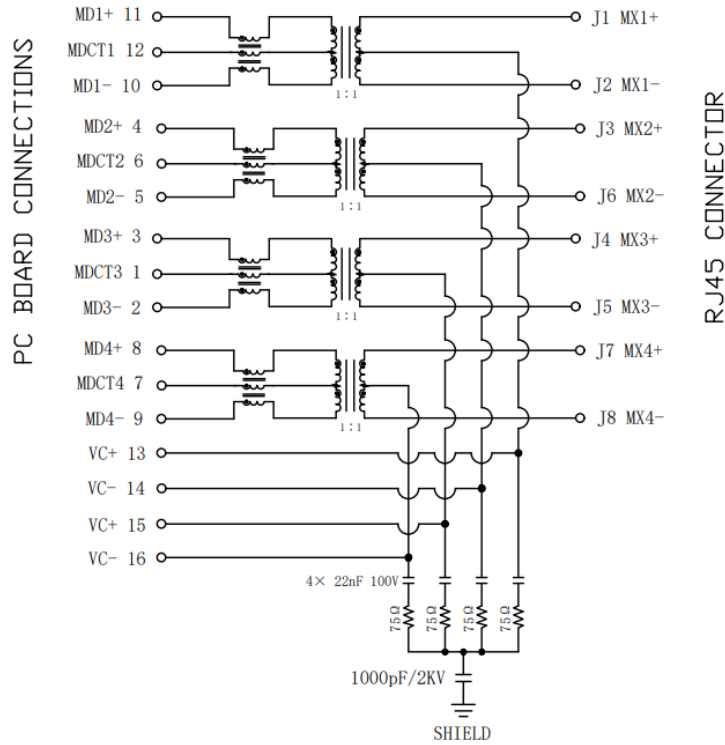 PC BOARD CONNECTIONS
MD1+ 11
J1 MX1+
MDCT1 12
MD1- 10
J2 MX1-
1:1
MD2+ 4
J3 MX2+
MDCT2 6
MD2- 5
J6 MX2-
1:1
MD3+ 3
J4 MX3+
MDCT3 1
MD3- 2
J5 MX3-
1:1
MD4+ 8
J7 MX4+
MDCT4 7
MD4- 9
J8 MX4-
1:1
VC+ 13
VC- 14
VC+ 15
VC- 16
4× 22nF 100V
75Ω
75Ω
75Ω
75Ω
1000pF/2KV
SHIELD
RJ45 CONNECTOR